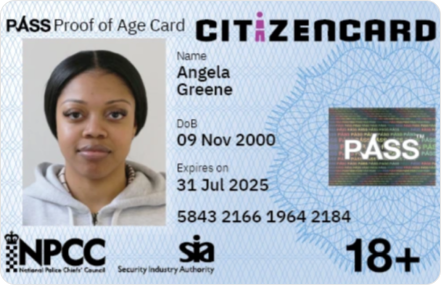 PASS Proof of Age Card
CITIZENCARD
Name
Angela
Greene
DoB
09 Nov 2000
Expires on
31 Jul 2025
5843 2166 1964 2184
PASS™
NPCC
National Police Chiefs' Council
sia
Security Industry Authority
18+